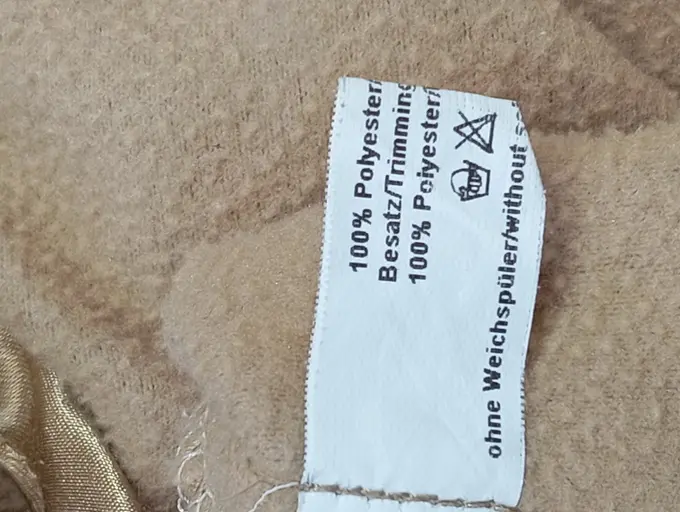 100% Polyester/
Besatz/Trimming
100% Polyester/
ohne Weichspüler/without